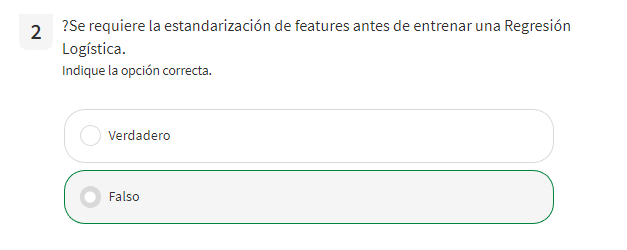 2
?Se requiere la estandarización de features antes de entrenar una Regresión
Logística.
Indique la opción correcta.
Verdadero
Falso